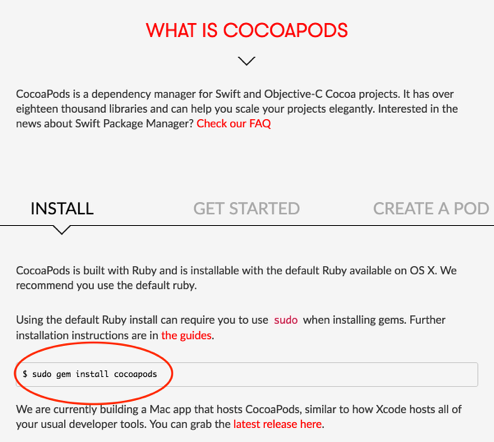 WHAT IS COCOAPODS
CocoaPods is a dependency manager for Swift and Objective-C Cocoa projects. It has over
eighteen thousand libraries and can help you scale your projects elegantly. Interested in the
news about Swift Package Manager? Check our FAQ
INSTALL GET STARTED CREATE A POD
CocoaPods is built with Ruby and is installable with the default Ruby available on OS X. We
recommend you use the default ruby.
Using the default Ruby install can require you to use sudo when installing gems. Further
installation instructions are in the guides.
$ sudo gem install cocoapods
We are currently building a Mac app that hosts CocoaPods, similar to how Xcode hosts all of
your usual developer tools. You can grab the latest release here.